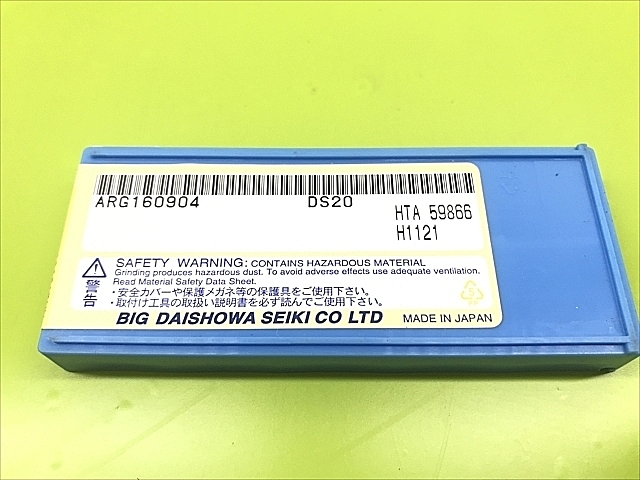 ARG160904 DS20
HTA 59866
H1121
SAFETY WARNING: CONTAINS HAZARDOUS MATERIAL
Grinding produces hazardous dust. To avoid adverse effects use adequate ventilation.
Read Material Safety Data Sheet.
警告
・安全カバーや保護メガネ等の保護具をご使用下さい。
・取付け工具の取扱い説明書を必ず読んでご使用下さい。
BIG DAISHOWA SEIKI CO LTD MADE IN JAPAN